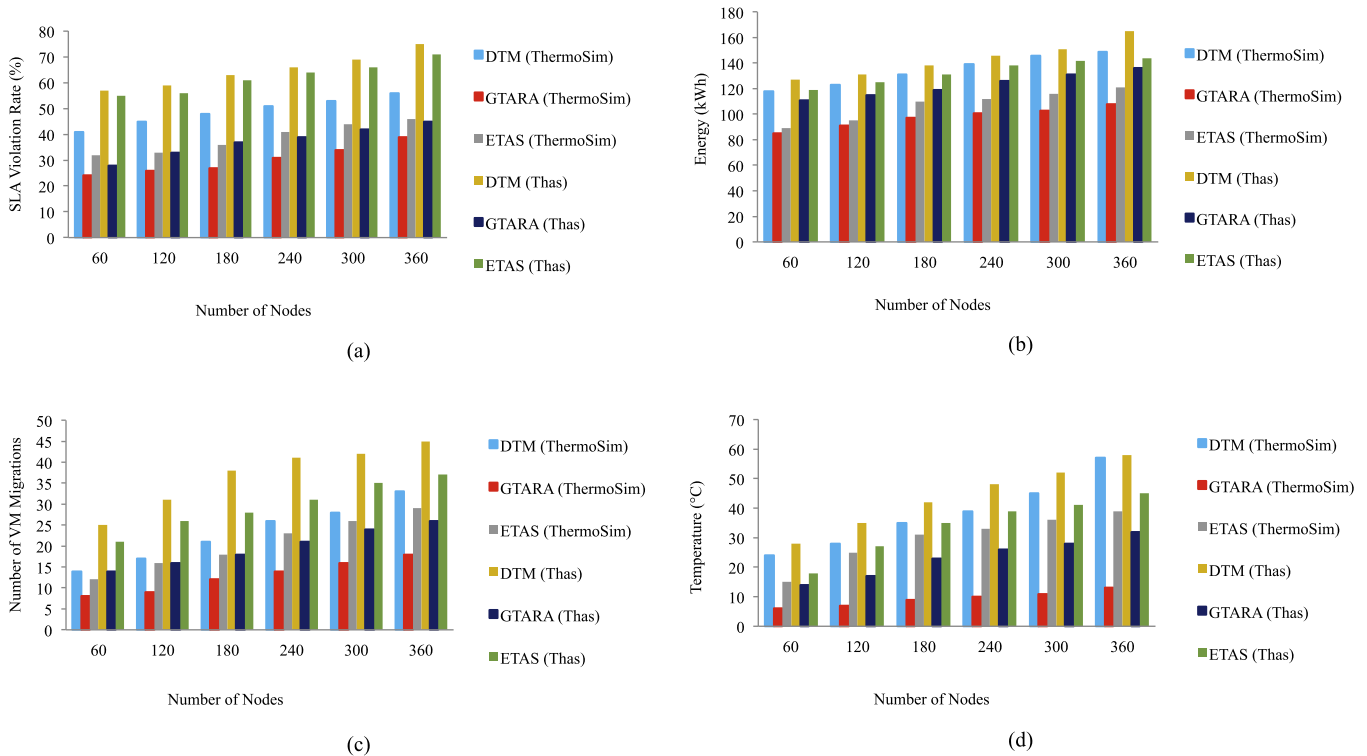 80
70
60
50
40
30
20
10
0
SLA Violation Rate (%)
60 120 180 240 300 360
Number of Nodes
DTM (ThermoSim)
GTARA (ThermoSim)
ETAS (ThermoSim)
DTM (Thas)
GTARA (Thas)
ETAS (Thas)
(a)
180
160
140
120
100
80
60
40
20
0
Energy (kWh)
60 120 180 240 300 360
Number of Nodes
DTM (ThermoSim)
GTARA (ThermoSim)
ETAS (ThermoSim)
DTM (Thas)
GTARA (Thas)
ETAS (Thas)
(b)
50
45
40
35
30
25
20
15
10
5
0
Number of VM Migrations
60 120 180 240 300 360
Number of Nodes
DTM (ThermoSim)
GTARA (ThermoSim)
ETAS (ThermoSim)
DTM (Thas)
GTARA (Thas)
ETAS (Thas)
(c)
70
60
50
40
30
20
10
0
Temperature (°C)
60 120 180 240 300 360
Number of Nodes
DTM (ThermoSim)
GTARA (ThermoSim)
ETAS (ThermoSim)
DTM (Thas)
GTARA (Thas)
ETAS (Thas)
(d)